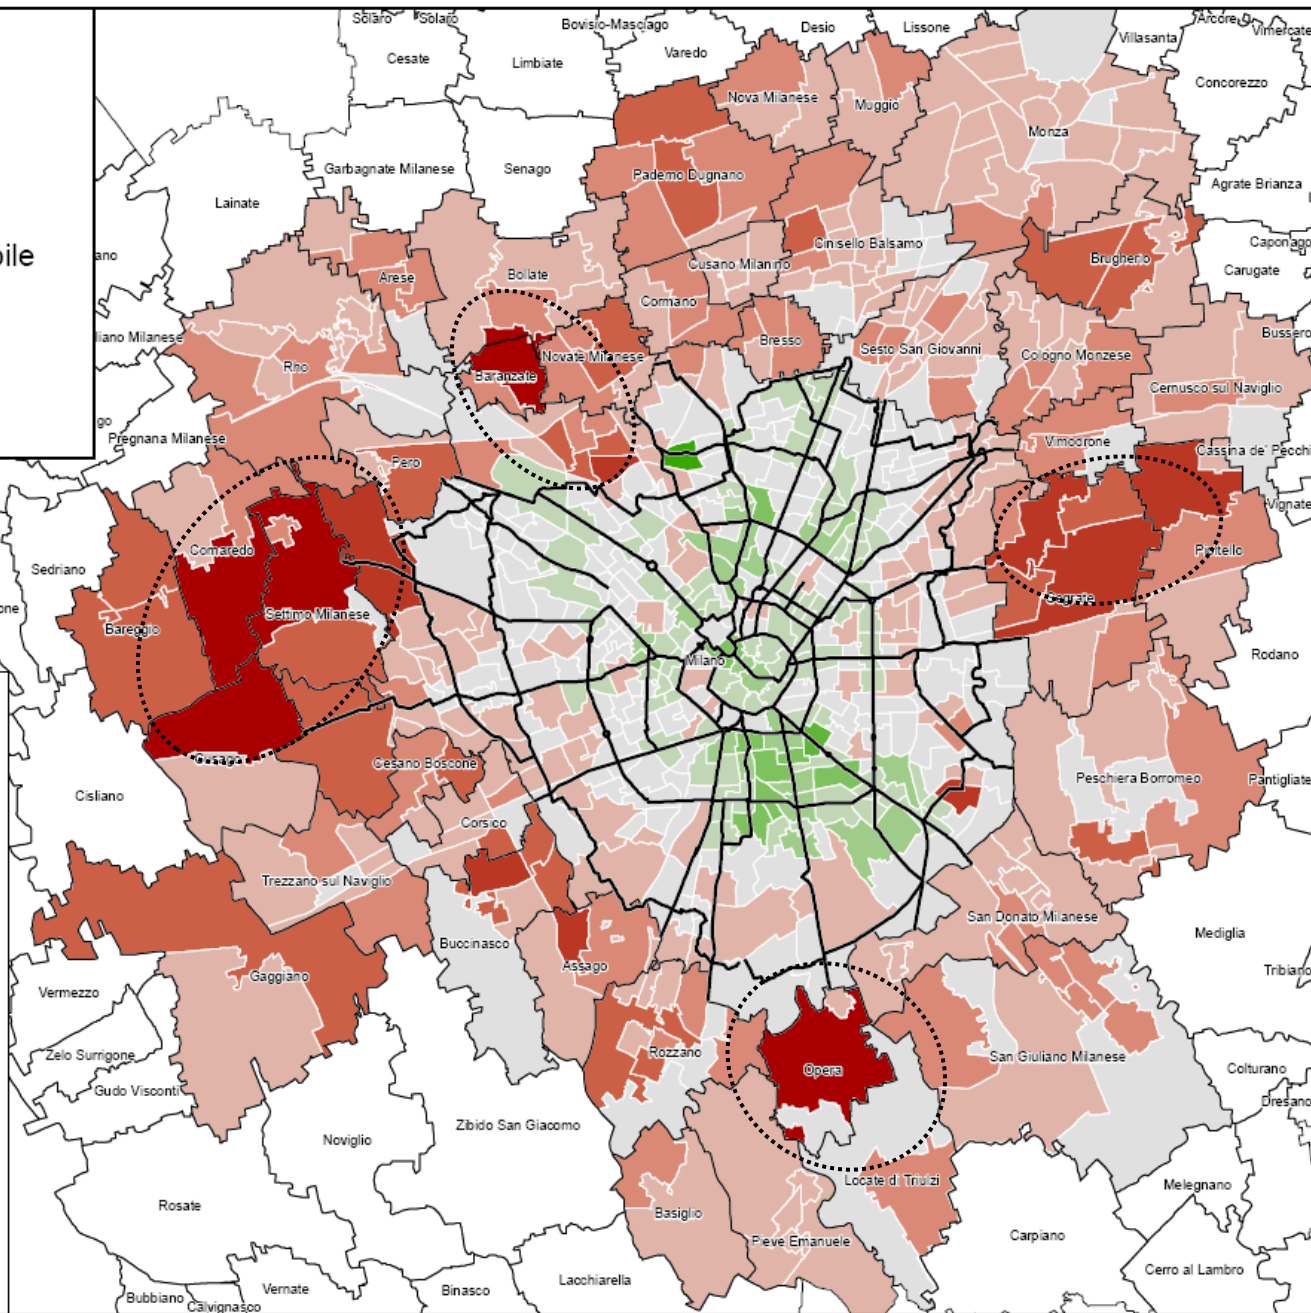 Solaro
Solaro
Bovisio-Masciago
Desio
Lissone
Arcore
Vimercate
Villasanta
Cesate
Limbiate
Varedo
Concorezzo
Nova Milanese
Muggiò
Monza
Garbagnate Milanese
Senago
Paderno Dugnano
Agrate Brianza
Lainate
bile
ano
Cinisello Balsamo
Caponago
Brugherio
Carugate
Arese
Bollate
Cusano Milanino
Cormano
liano Milanese
Bussero
Bresso
Sesto San Giovanni
Cologno Monzese
Novate Milanese
Rho
Baranzate
Cernusco sul Naviglio
go
Pregnana Milanese
Vimodrone
Cassina de' Pecchi
Pero
Vignate
Cornaredo
Pioltello
Sedriano
one
Settimo Milanese
Segrate
Bareggio
Milano
Rodano
Cusago
Cesano Boscone
Peschiera Borromeo
Pantigliate
Cisliano
Corsico
Trezzano sul Naviglio
San Donato Milanese
Mediglia
Buccinasco
Assago
Tribiano
Gaggiano
Vermezzo
Zelo Surrigone
Rozzano
San Giuliano Milanese
Opera
Colturano
Gudo Visconti
Dresano
Zibido San Giacomo
Noviglio
Locate di Triulzi
Melegnano
Rosate
Basiglio
Pieve Emanuele
Carpiano
Cerro al Lambro
Lacchiarella
Vernate
Binasco
Bubbiano
Calvignasco